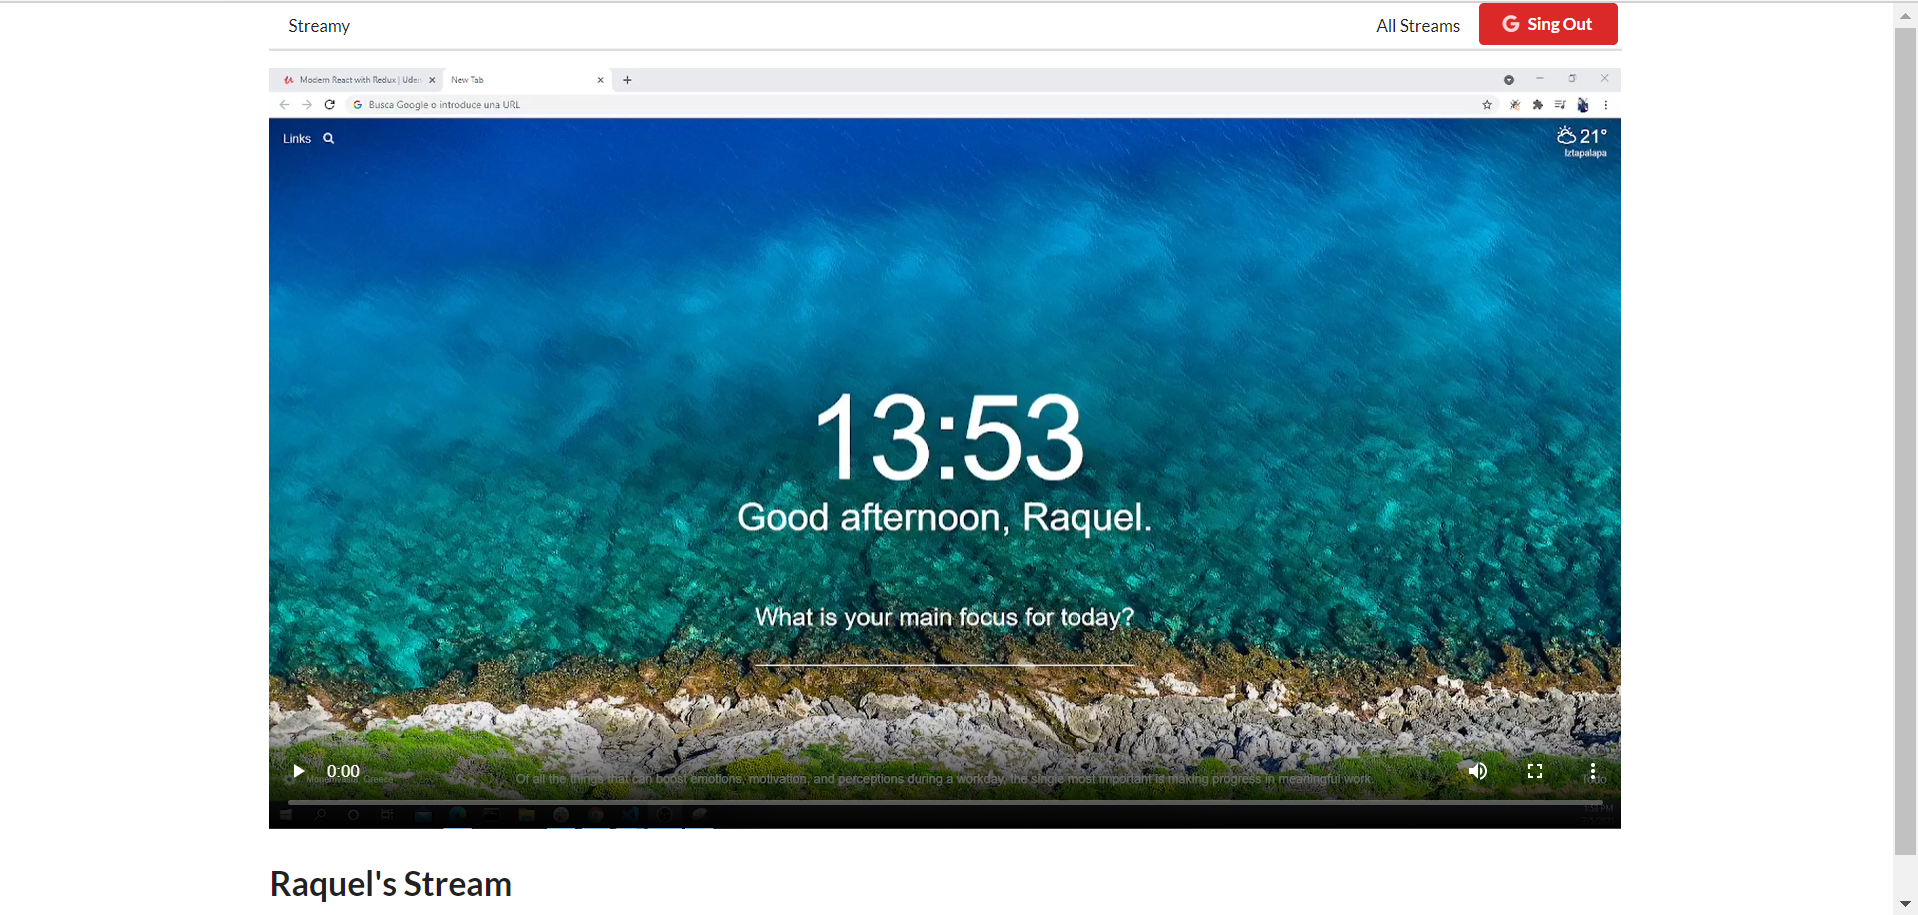 Streamy
All Streams
Sing Out
Modern React with Redux | Uder
New Tab
Busca Google o introduce una URL
Links
21°
Iztapalapa
13:53
Good afternoon, Raquel.
What is your main focus for today?
0:00
Monemvasia, Greece
Of all the things that can boost emotions, motivation, and perceptions during a workday, the single most important is making progress in meaningful work.
Todo
Raquel's Stream